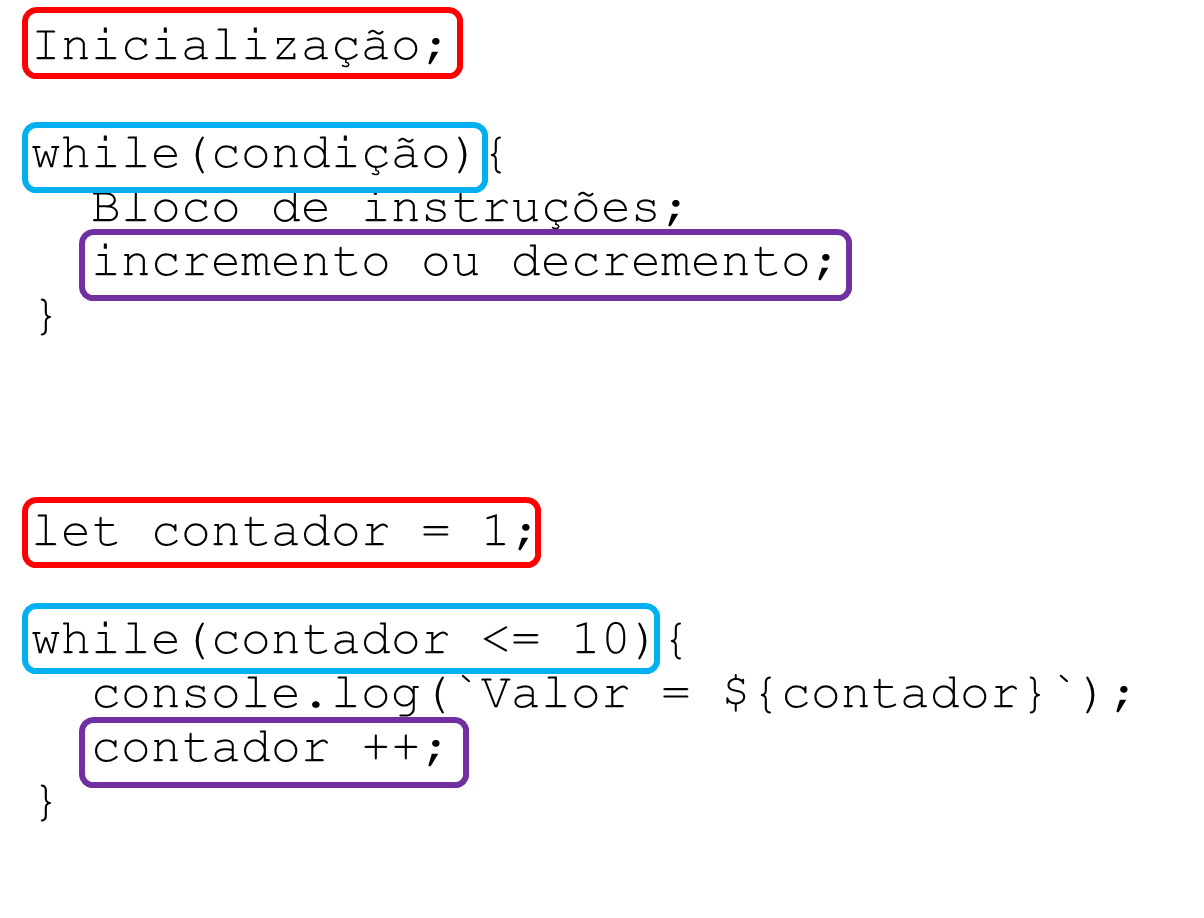 Inicialização;
while(condição){
Bloco de instruções;
incremento ou decremento;
}
let contador = 1;
while(contador <= 10){
console.log(`Valor = ${contador}`);
contador ++;
}